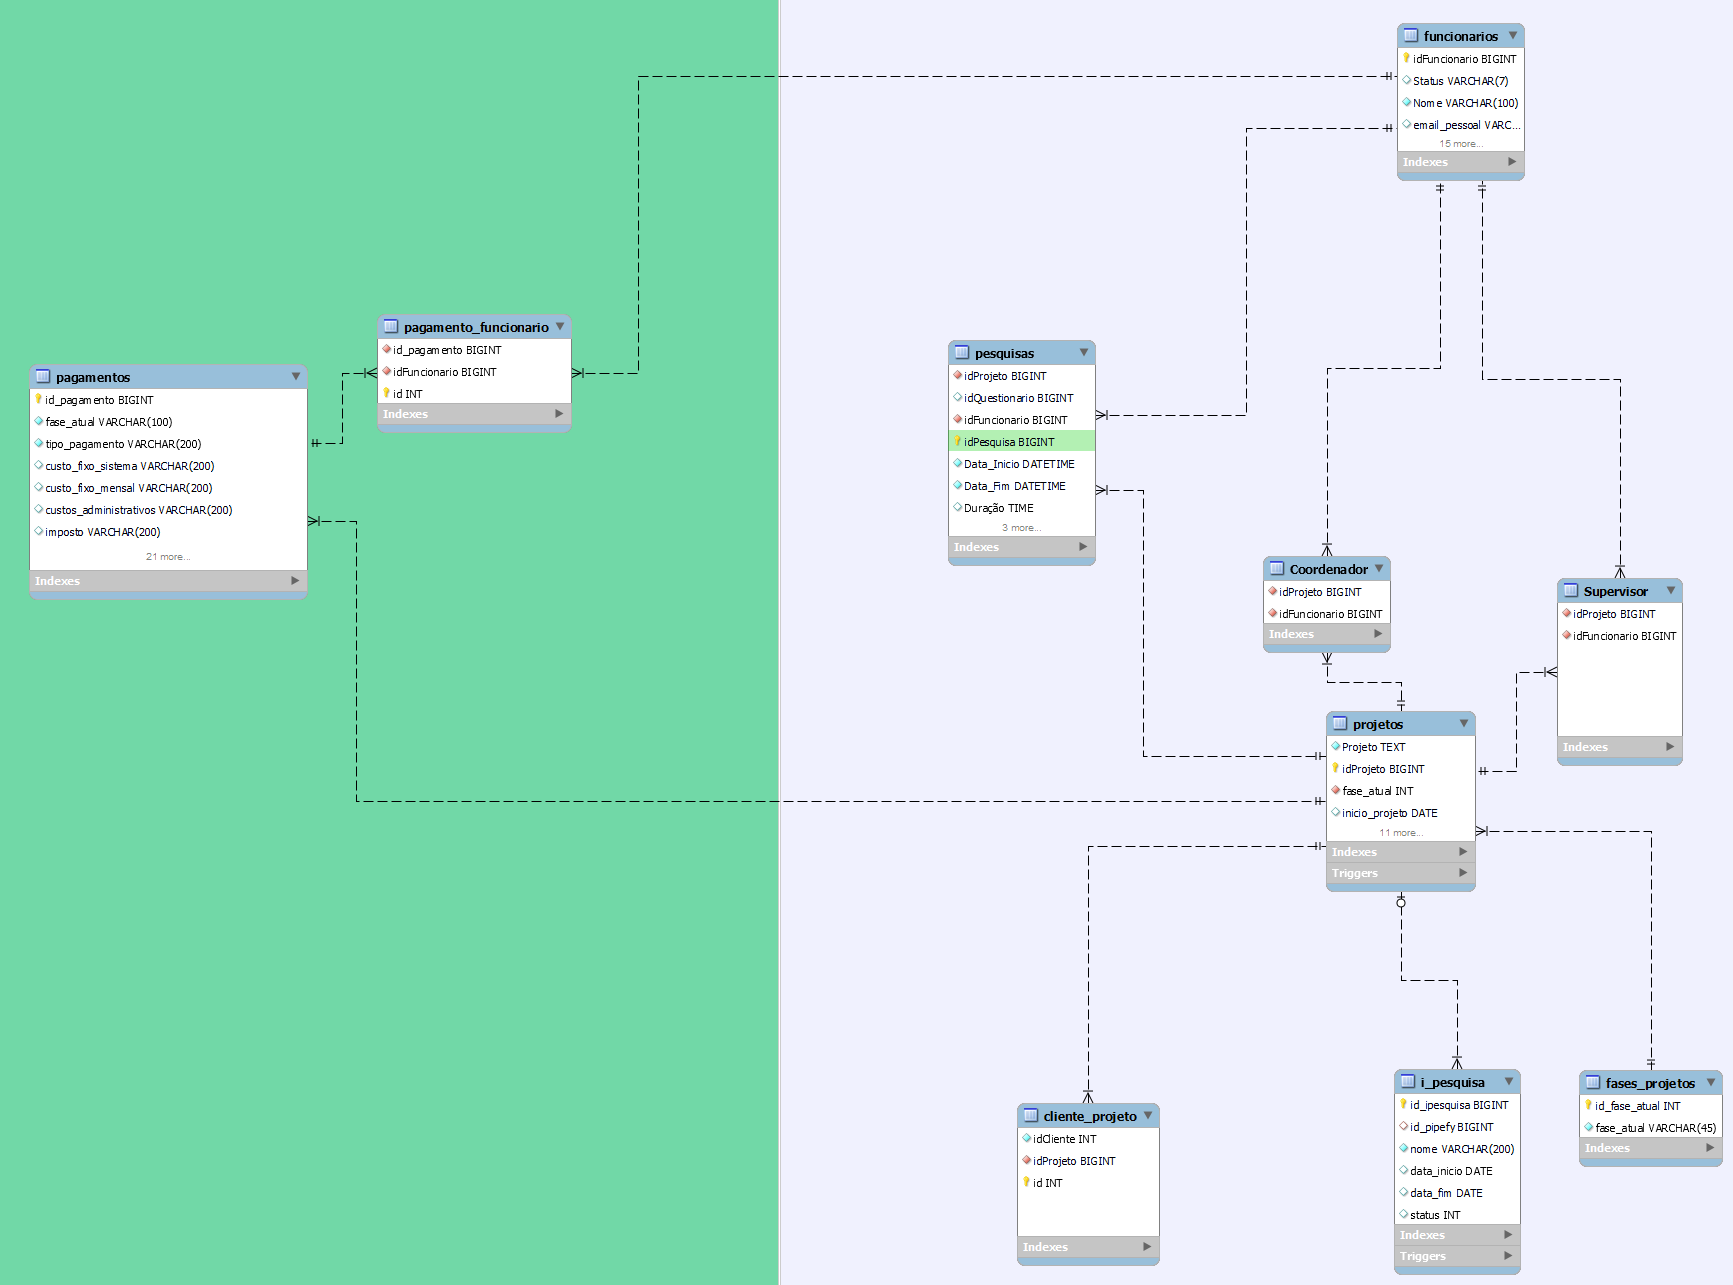 funcionarios
idFuncionario BIGINT
Status VARCHAR(7)
Nome VARCHAR(100)
email_pessoal VARC...
15 more...
Indexes
pagamento_funcionario
id_pagamento BIGINT
idFuncionario BIGINT
id INT
Indexes
pagamentos
id_pagamento BIGINT
fase_atual VARCHAR(100)
tipo_pagamento VARCHAR(200)
custo_fixo_sistema VARCHAR(200)
custo_fixo_mensal VARCHAR(200)
custos_administrativos VARCHAR(200)
imposto VARCHAR(200)
21 more...
Indexes
pesquisas
idProjeto BIGINT
idQuestionario BIGINT
idFuncionario BIGINT
idPesquisa BIGINT
Data_Inicio DATETIME
Data_Fim DATETIME
Duração TIME
3 more...
Indexes
Coordenador
idProjeto BIGINT
idFuncionario BIGINT
Indexes
Supervisor
idProjeto BIGINT
idFuncionario BIGINT
Indexes
projetos
Projeto TEXT
idProjeto BIGINT
fase_atual INT
inicio_projeto DATE
11 more...
Indexes
Triggers
cliente_projeto
idCliente INT
idProjeto BIGINT
id INT
Indexes
i_pesquisa
id_ipesquisa BIGINT
id_pipefy BIGINT
nome VARCHAR(200)
data_inicio DATE
data_fim DATE
status INT
Indexes
Triggers
fases_projetos
id_fase_atual INT
fase_atual VARCHAR(45)
Indexes